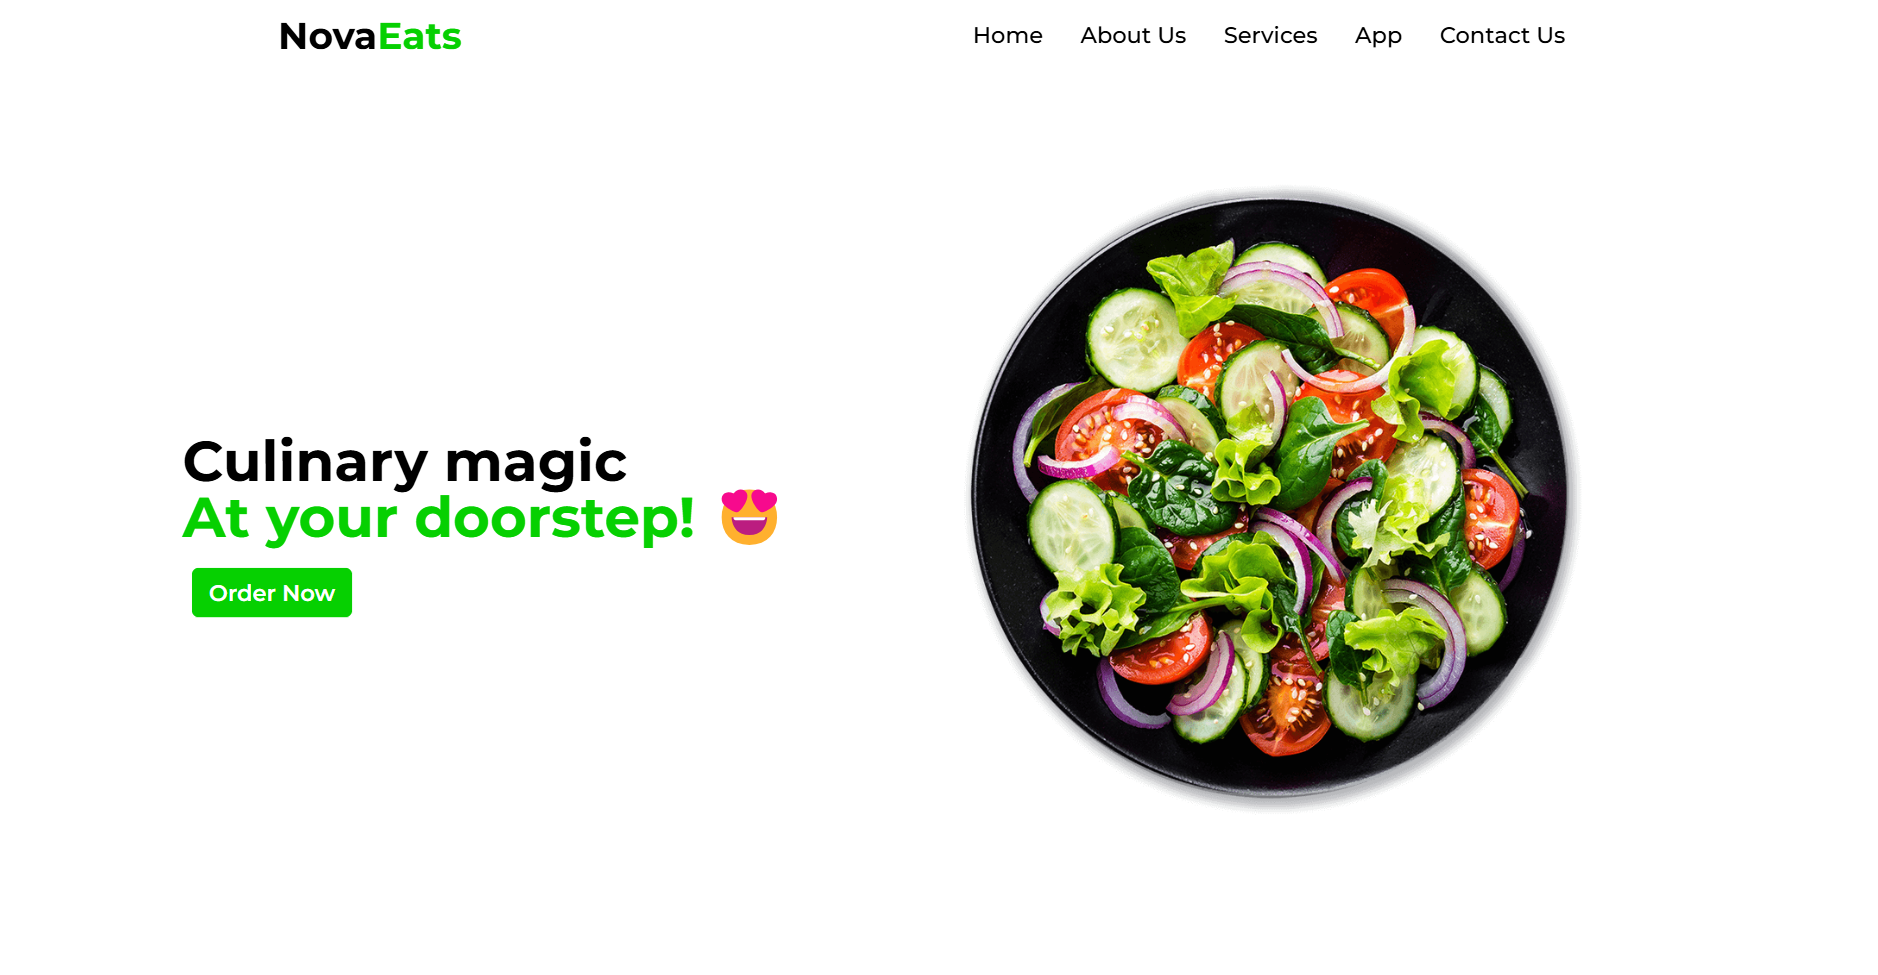 NovaEats
Home About Us Services App Contact Us
Culinary magic
At your doorstep! 😍
Order Now